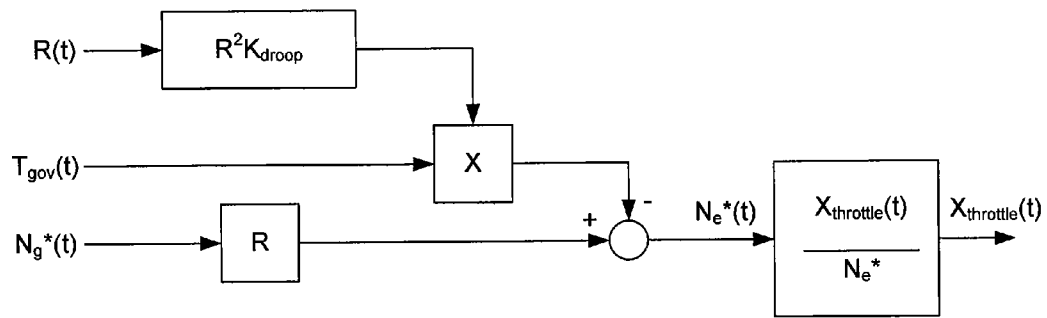 R(t)
R²K_droop
T_gov(t)
X
N_g*(t)
R
+
-
N_e*(t)
X_throttle(t)
N_e*
X_throttle(t)